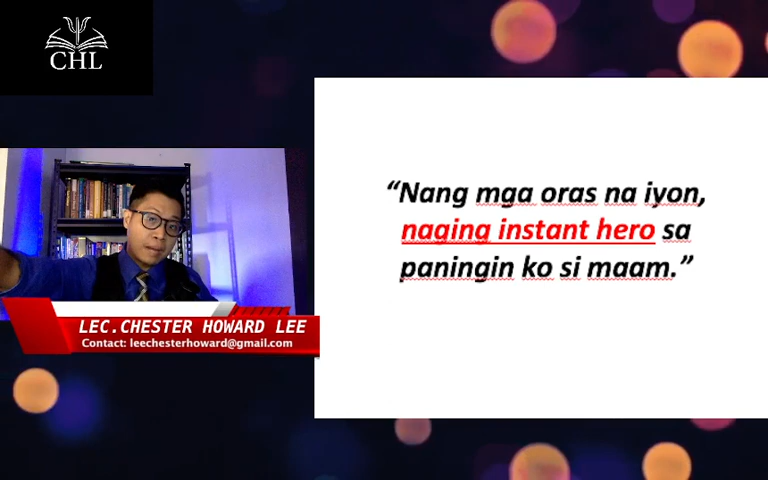 CHL
LEC.CHESTER HOWARD LEE
Contact: leechesterhoward@gmail.com
“Nang mga oras na iyon,
naging instant hero sa
paningin ko si maam.”